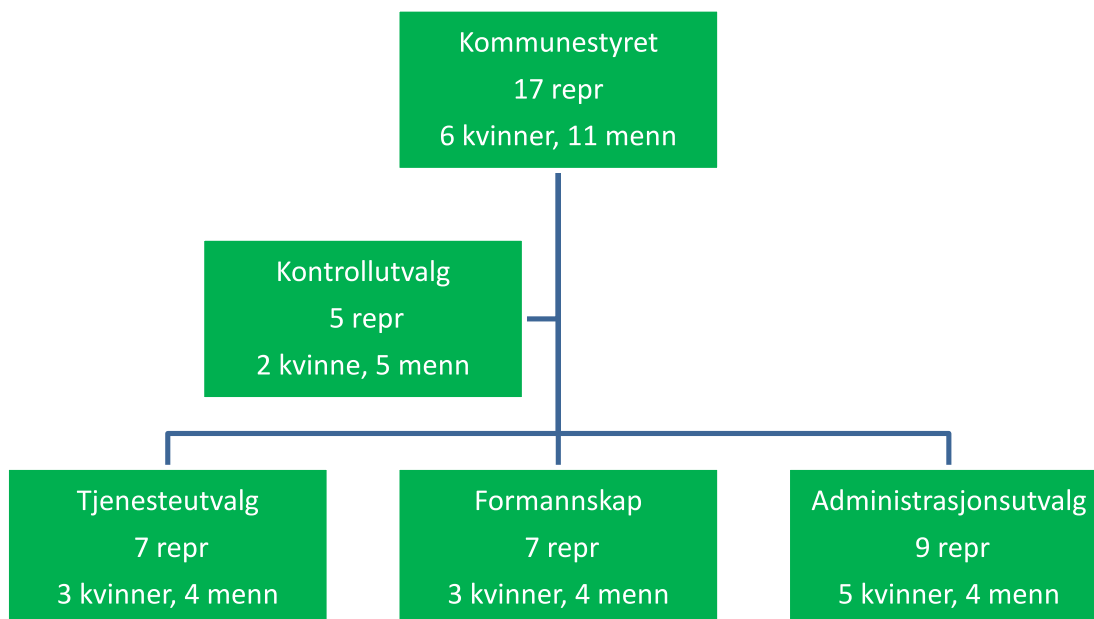 Kommunestyret
17 repr
6 kvinner, 11 menn
Kontrollutvalg
5 repr
2 kvinne, 5 menn
Tjenesteutvalg
7 repr
3 kvinner, 4 menn
Formannskap
7 repr
3 kvinner, 4 menn
Administrasjonsutvalg
9 repr
5 kvinner, 4 menn